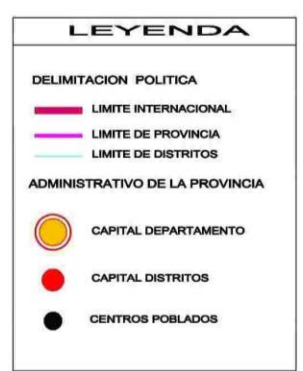 LEYENDA
DELIMITACION POLITICA
LIMITE INTERNACIONAL
LIMITE DE PROVINCIA
LIMITE DE DISTRITOS
ADMINISTRATIVO DE LA PROVINCIA
CAPITAL DEPARTAMENTO
CAPITAL DISTRITOS
CENTROS POBLADOS